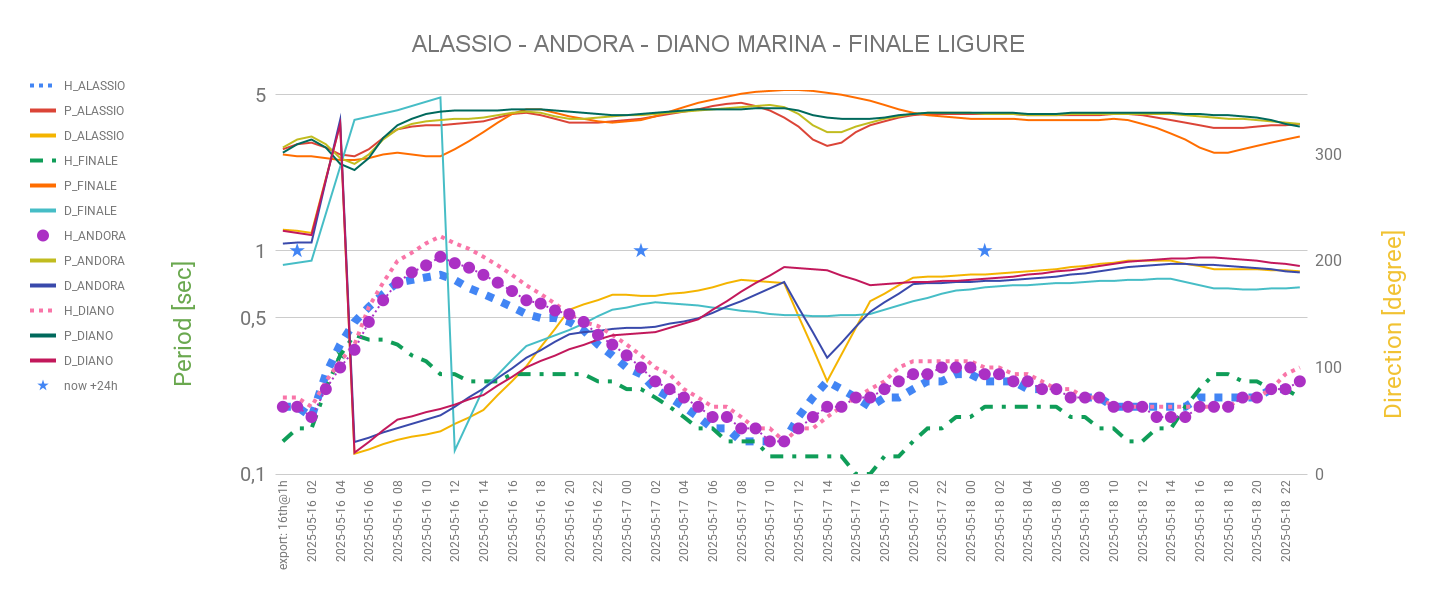 ALASSIO - ANDORA - DIANO MARINA - FINALE LIGURE
H_ALASSIO
P_ALASSIO
D_ALASSIO
H_FINALE
P_FINALE
D_FINALE
H_ANDORA
P_ANDORA
D_ANDORA
H_DIANO
P_DIANO
D_DIANO
now +24h
Period [sec]
5
1
0,5
0,1
300
200
100
0
Direction [degree]
export: 16th@1h
2025-05-16 02
2025-05-16 04
2025-05-16 06
2025-05-16 08
2025-05-16 10
2025-05-16 12
2025-05-16 14
2025-05-16 16
2025-05-16 18
2025-05-16 20
2025-05-16 22
2025-05-17 00
2025-05-17 02
2025-05-17 04
2025-05-17 06
2025-05-17 08
2025-05-17 10
2025-05-17 12
2025-05-17 14
2025-05-17 16
2025-05-17 18
2025-05-17 20
2025-05-17 22
2025-05-18 00
2025-05-18 02
2025-05-18 04
2025-05-18 06
2025-05-18 08
2025-05-18 10
2025-05-18 12
2025-05-18 14
2025-05-18 16
2025-05-18 18
2025-05-18 20
2025-05-18 22